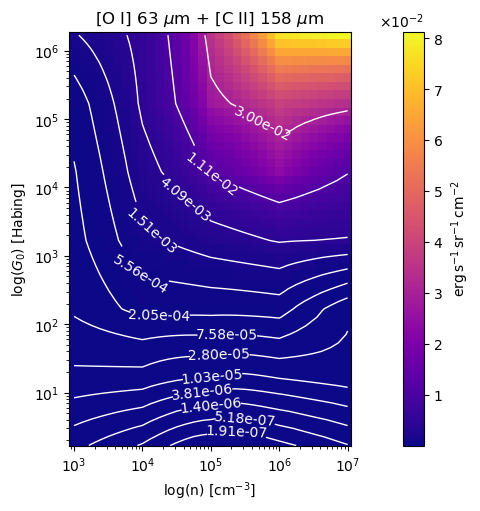 [O I] 63 μm + [C II] 158 μm
×10⁻²
log(G₀) [Habing]
10⁶
10⁵
10⁴
10³
10²
10¹
3.00e-02
1.11e-02
4.09e-03
1.51e-03
5.56e-04
2.05e-04
7.58e-05
2.80e-05
1.03e-05
3.81e-06
1.40e-06
5.18e-07
1.91e-07
10³ 10⁴ 10⁵ 10⁶ 10⁷
log(n) [cm⁻³]
8
7
6
5
4
3
2
1
erg s⁻¹ sr⁻¹ cm⁻²